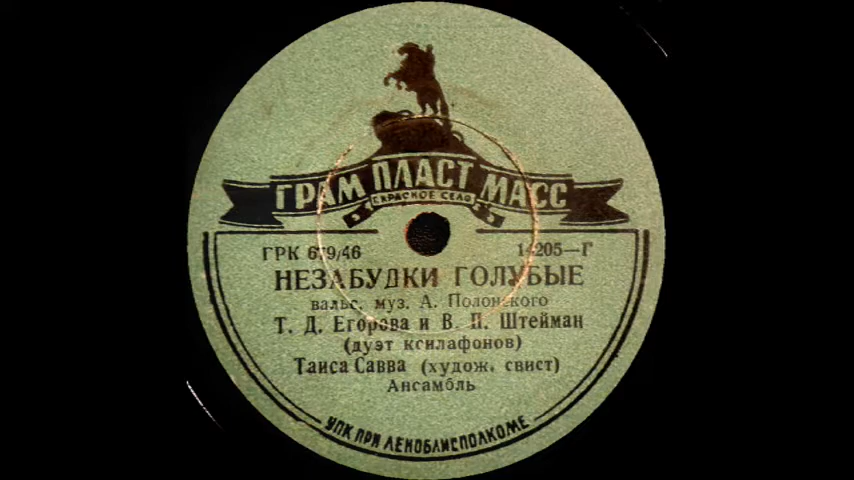 ГРАМ ПЛАСТ МАСС
С. КРАСНОЕ СЕЛО
ГРК 679/46 14205—Г
НЕЗАБУДКИ ГОЛУБЫЕ
вальс. муз. А. Полонского
Т. Д. Егорова и В. П. Штейман
(дуэт ксилафонов)
Таиса Савва (худож. свист)
Ансамбль
УПК ПРИ ЛЕНОБЛИСПОЛКОМЕ